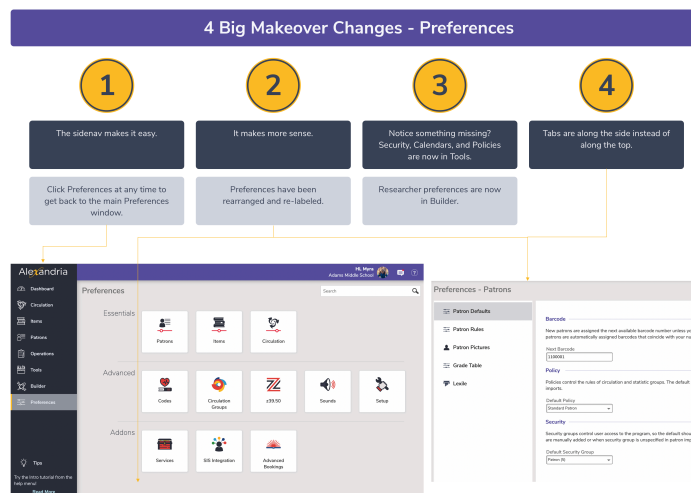 4 Big Makeover Changes - Preferences
1
2
3
4
The sidenav makes it easy.
It makes more sense.
Notice something missing?
Security, Calendars, and Policies
are now in Tools.
Tabs are along the side instead of
along the top.
Click Preferences at any time to
get back to the main Preferences
window.
Preferences have been
rearranged and re-labeled.
Researcher preferences are now
in Builder.
Alexandria
Hi, Myra
Adams Middle School
Dashboard
Circulation
Items
Patrons
Operations
Tools
Builder
Preferences
Tips
Try the Intro tutorial from the
help menu!
Read More
Preferences
Search
Essentials
Patrons
Items
Circulation
Advanced
Codes
Circulation
Groups
z39.50
Sounds
Setup
Addons
Services
SIS Integration
Advanced
Bookings
Preferences - Patrons
Patron Defaults
Patron Rules
Patron Pictures
Grade Table
Lexile
Barcode
New patrons are assigned the next available barcode number unless
patrons are automatically assigned barcodes that coincide with your
Next Barcode
1100001
Policy
Policies control the rules of circulation and statistic groups. The default
imports.
Default Policy
Standard Patron
Security
Security groups control user access to the program, so the default
are manually added or when security group is unspecified in patron
Default Security Group
Patron (S)